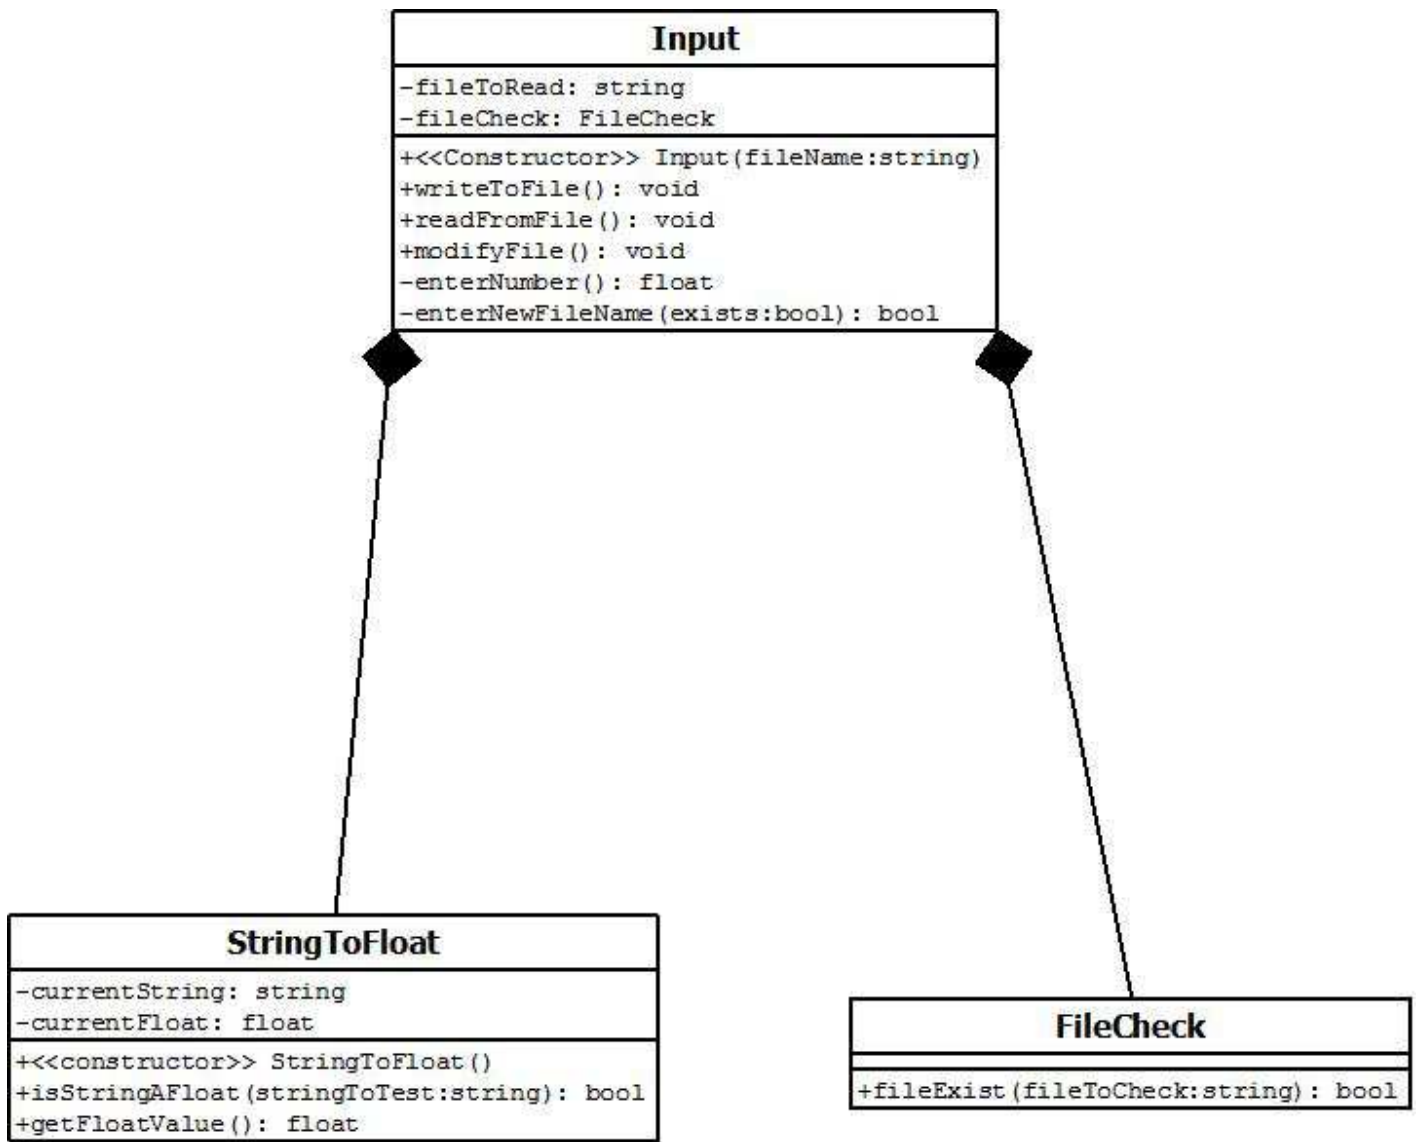 Input
-fileToRead: string
-fileCheck: FileCheck
+<<Constructor>> Input(fileName:string)
+writeToFile(): void
+readFromFile(): void
+modifyFile(): void
-enterNumber(): float
-enterNewFileName(exists:bool): bool
StringToFloat
-currentString: string
-currentFloat: float
+<<constructor>> StringToFloat()
+isStringAFloat(stringToTest:string): bool
+getFloatValue(): float
FileCheck
+fileExist(fileToCheck:string): bool